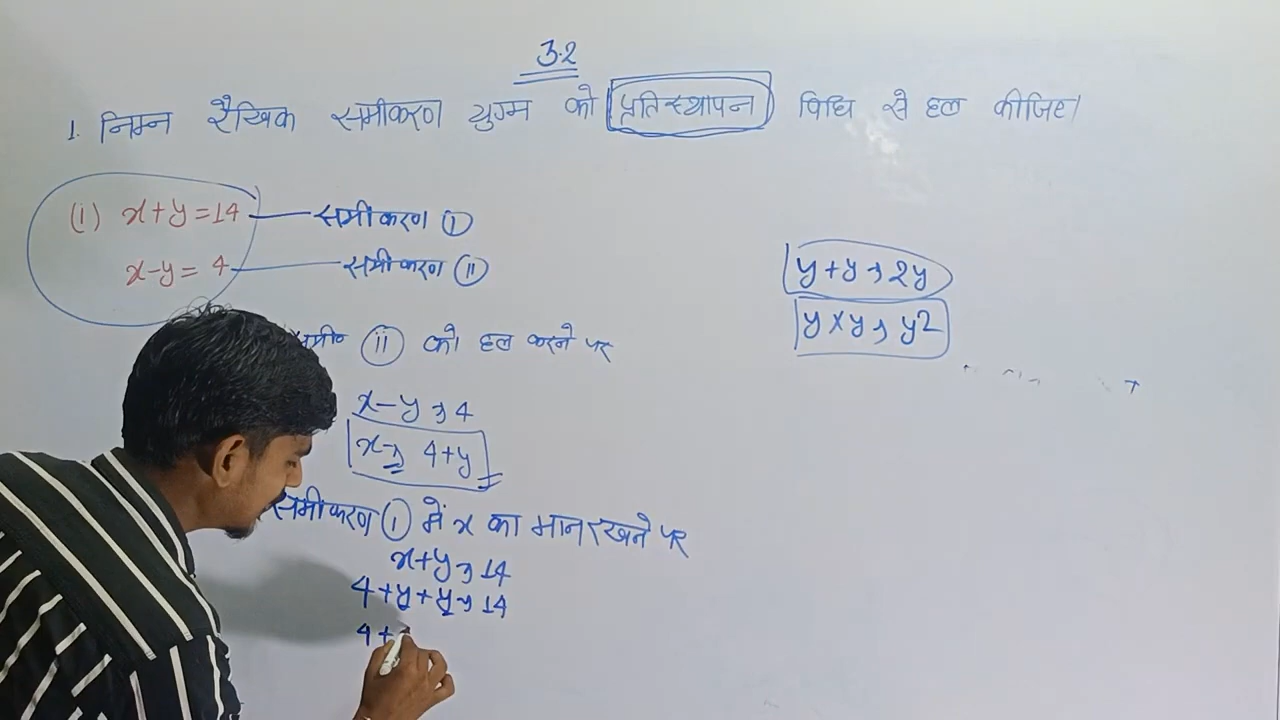 3.2
1. निम्न रैखिक समीकरण युग्म को प्रतिस्थापन विधि से हल कीजिए।
(i) x+y=14 — समीकरण (i)
x-y= 4 — समीकरण (ii)
y+y = 2y
y×y = y2
(ii) को हल करने पर
x-y = 4
x = 4+y
समीकरण (i) में x का मान रखने पर
x+y = 14
4+y+y = 14
4+